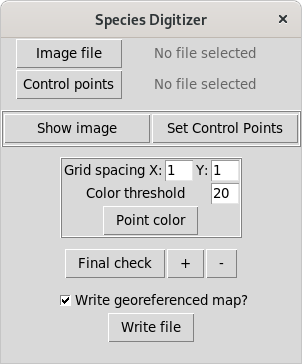 Species Digitizer ×
Image file No file selected
Control points No file selected
Show image Set Control Points
Grid spacing X: 1 Y: 1
Color threshold 20
Point color
Final check + -
Write georeferenced map?
Write file